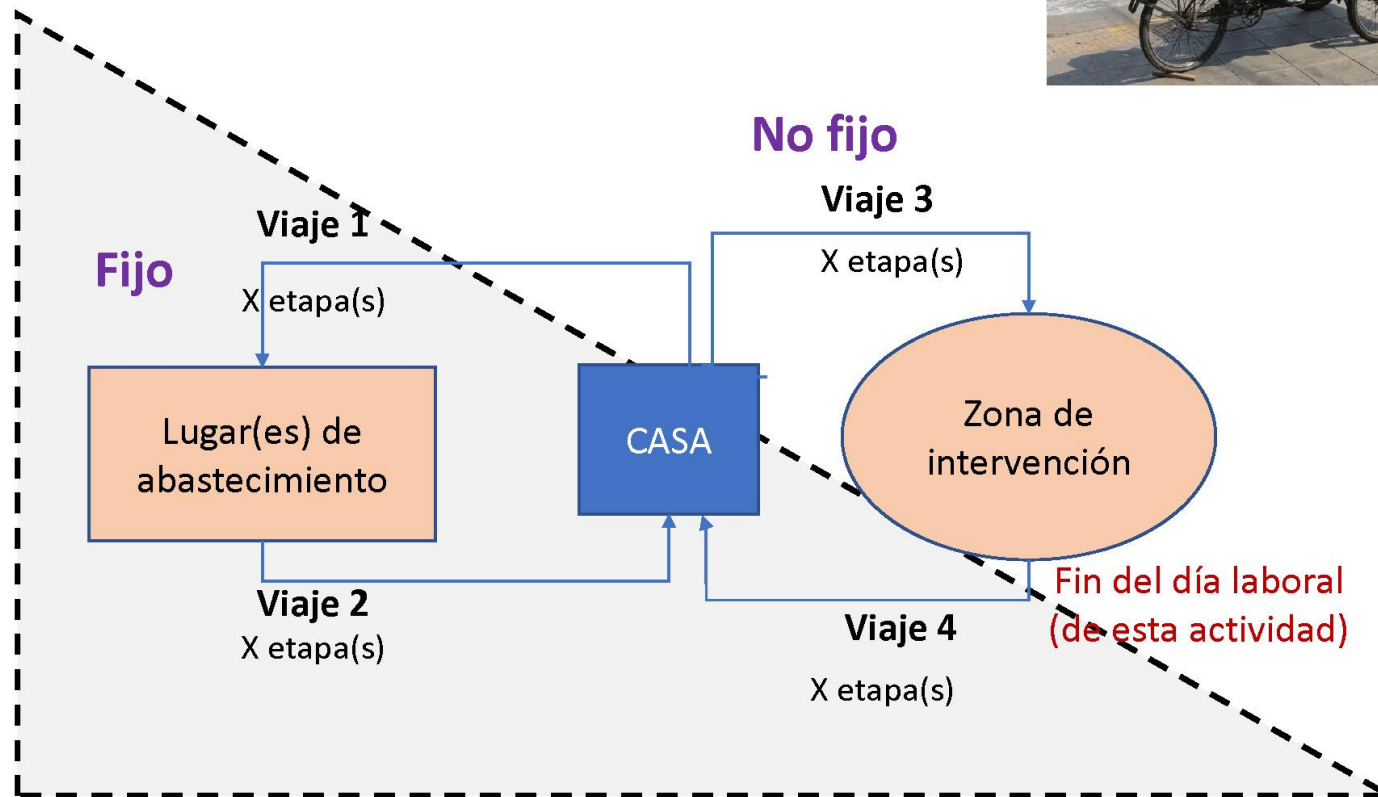 No fijo
Viaje 3
X etapa(s)
Viaje 1
Fijo
X etapa(s)
Lugar(es) de
abastecimiento
CASA
Zona de
intervención
Viaje 2
X etapa(s)
Fin del día laboral
(de esta actividad)
Viaje 4
X etapa(s)